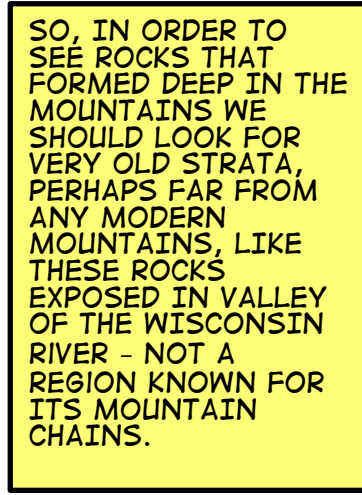 SO, IN ORDER TO
SEE ROCKS THAT
FORMED DEEP IN THE
MOUNTAINS WE
SHOULD LOOK FOR
VERY OLD STRATA,
PERHAPS FAR FROM
ANY MODERN
MOUNTAINS, LIKE
THESE ROCKS
EXPOSED IN VALLEY
OF THE WISCONSIN
RIVER – NOT A
REGION KNOWN FOR
ITS MOUNTAIN
CHAINS.